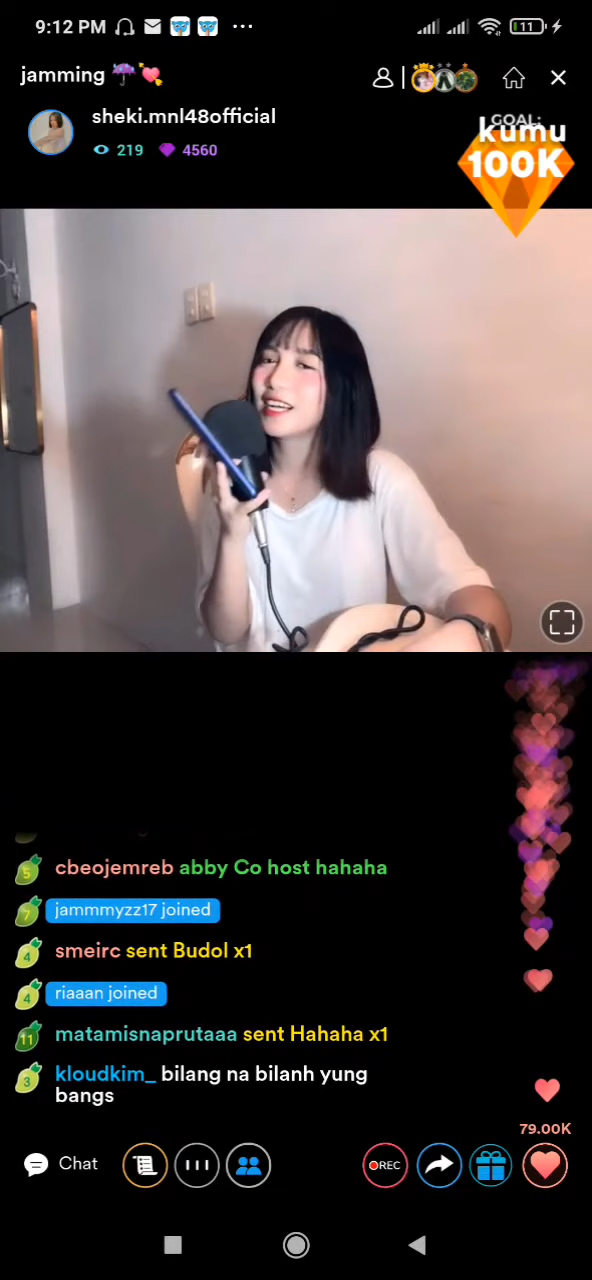 9:12 PM
11
jamming
sheki.mnl48official
219
4560
GOAL:
kumu
100K
5
cbeojemreb abby Co host hahaha
7
jammmyzz17 joined
4
smeirc sent Budol x1
4
riaaan joined
11
matamisnaprutaaa sent Hahaha x1
3
kloudkim_ bilang na bilanh yung
bangs
79.00K
Chat
REC